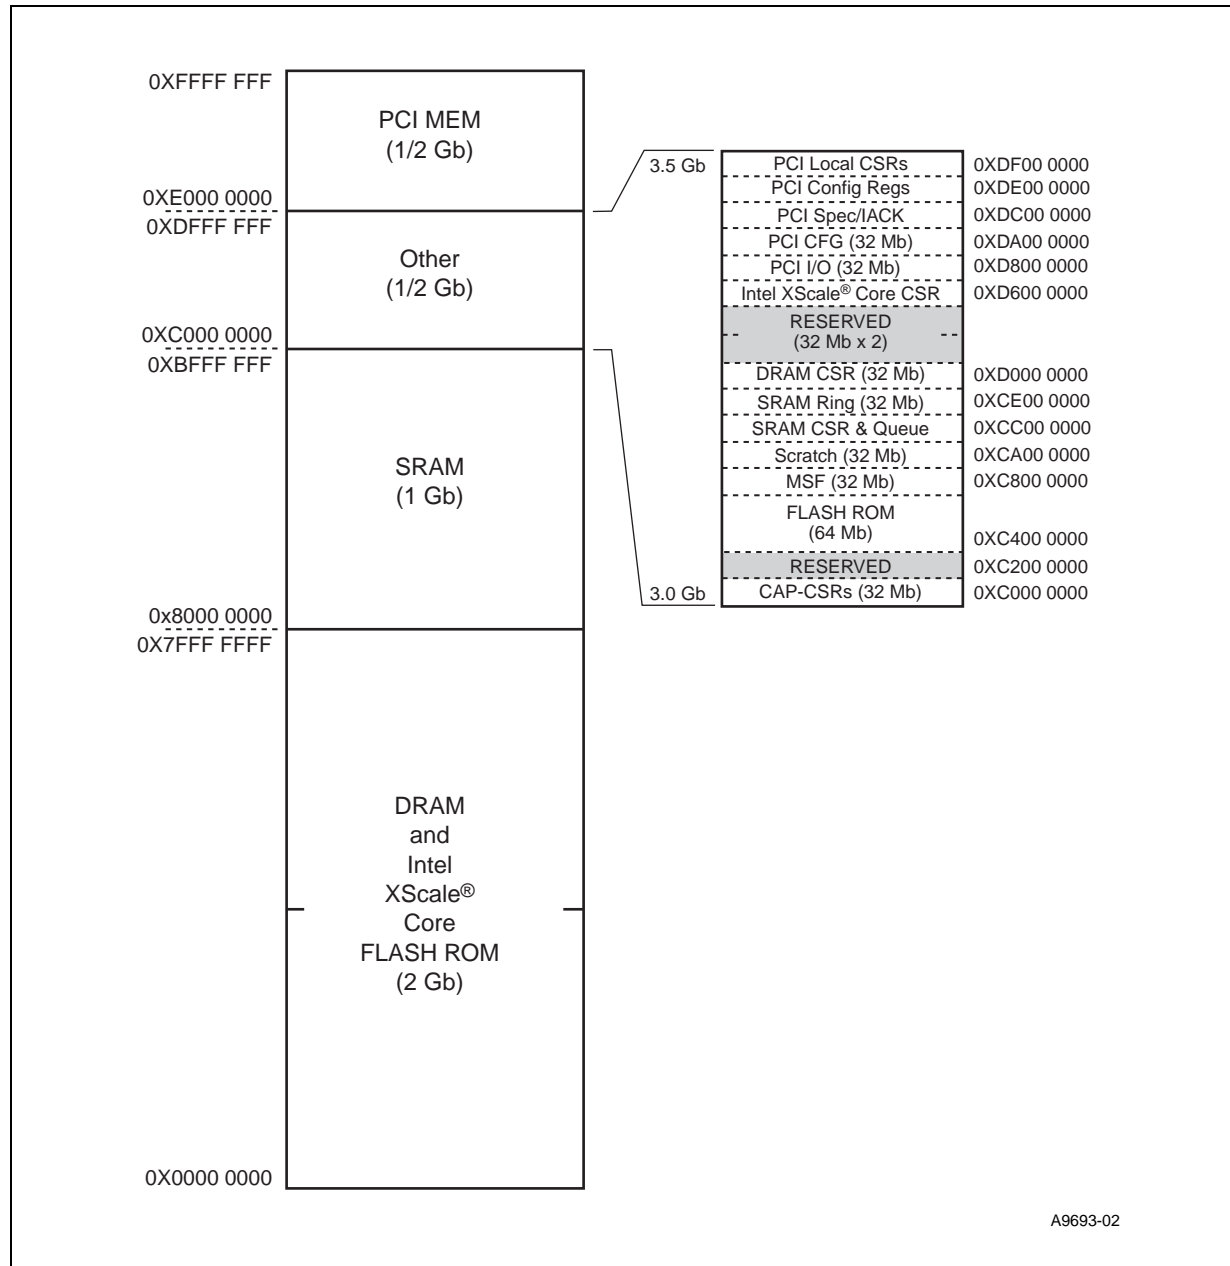 0XFFFF FFF
PCI MEM
(1/2 Gb)
0XE000 0000
0XDFFF FFF
Other
(1/2 Gb)
0XC000 0000
0XBFFF FFF
SRAM
(1 Gb)
0x8000 0000
0X7FFF FFFF
DRAM
and
Intel
XScale®
Core
FLASH ROM
(2 Gb)
0X0000 0000
3.5 Gb
PCI Local CSRs 0XDF00 0000
PCI Config Regs 0XDE00 0000
PCI Spec/IACK 0XDC00 0000
PCI CFG (32 Mb) 0XDA00 0000
PCI I/O (32 Mb) 0XD800 0000
Intel XScale® Core CSR 0XD600 0000
RESERVED
(32 Mb x 2)
DRAM CSR (32 Mb) 0XD000 0000
SRAM Ring (32 Mb) 0XCE00 0000
SRAM CSR & Queue 0XCC00 0000
Scratch (32 Mb) 0XCA00 0000
MSF (32 Mb) 0XC800 0000
FLASH ROM
(64 Mb) 0XC400 0000
RESERVED 0XC200 0000
3.0 Gb CAP-CSRs (32 Mb) 0XC000 0000
A9693-02